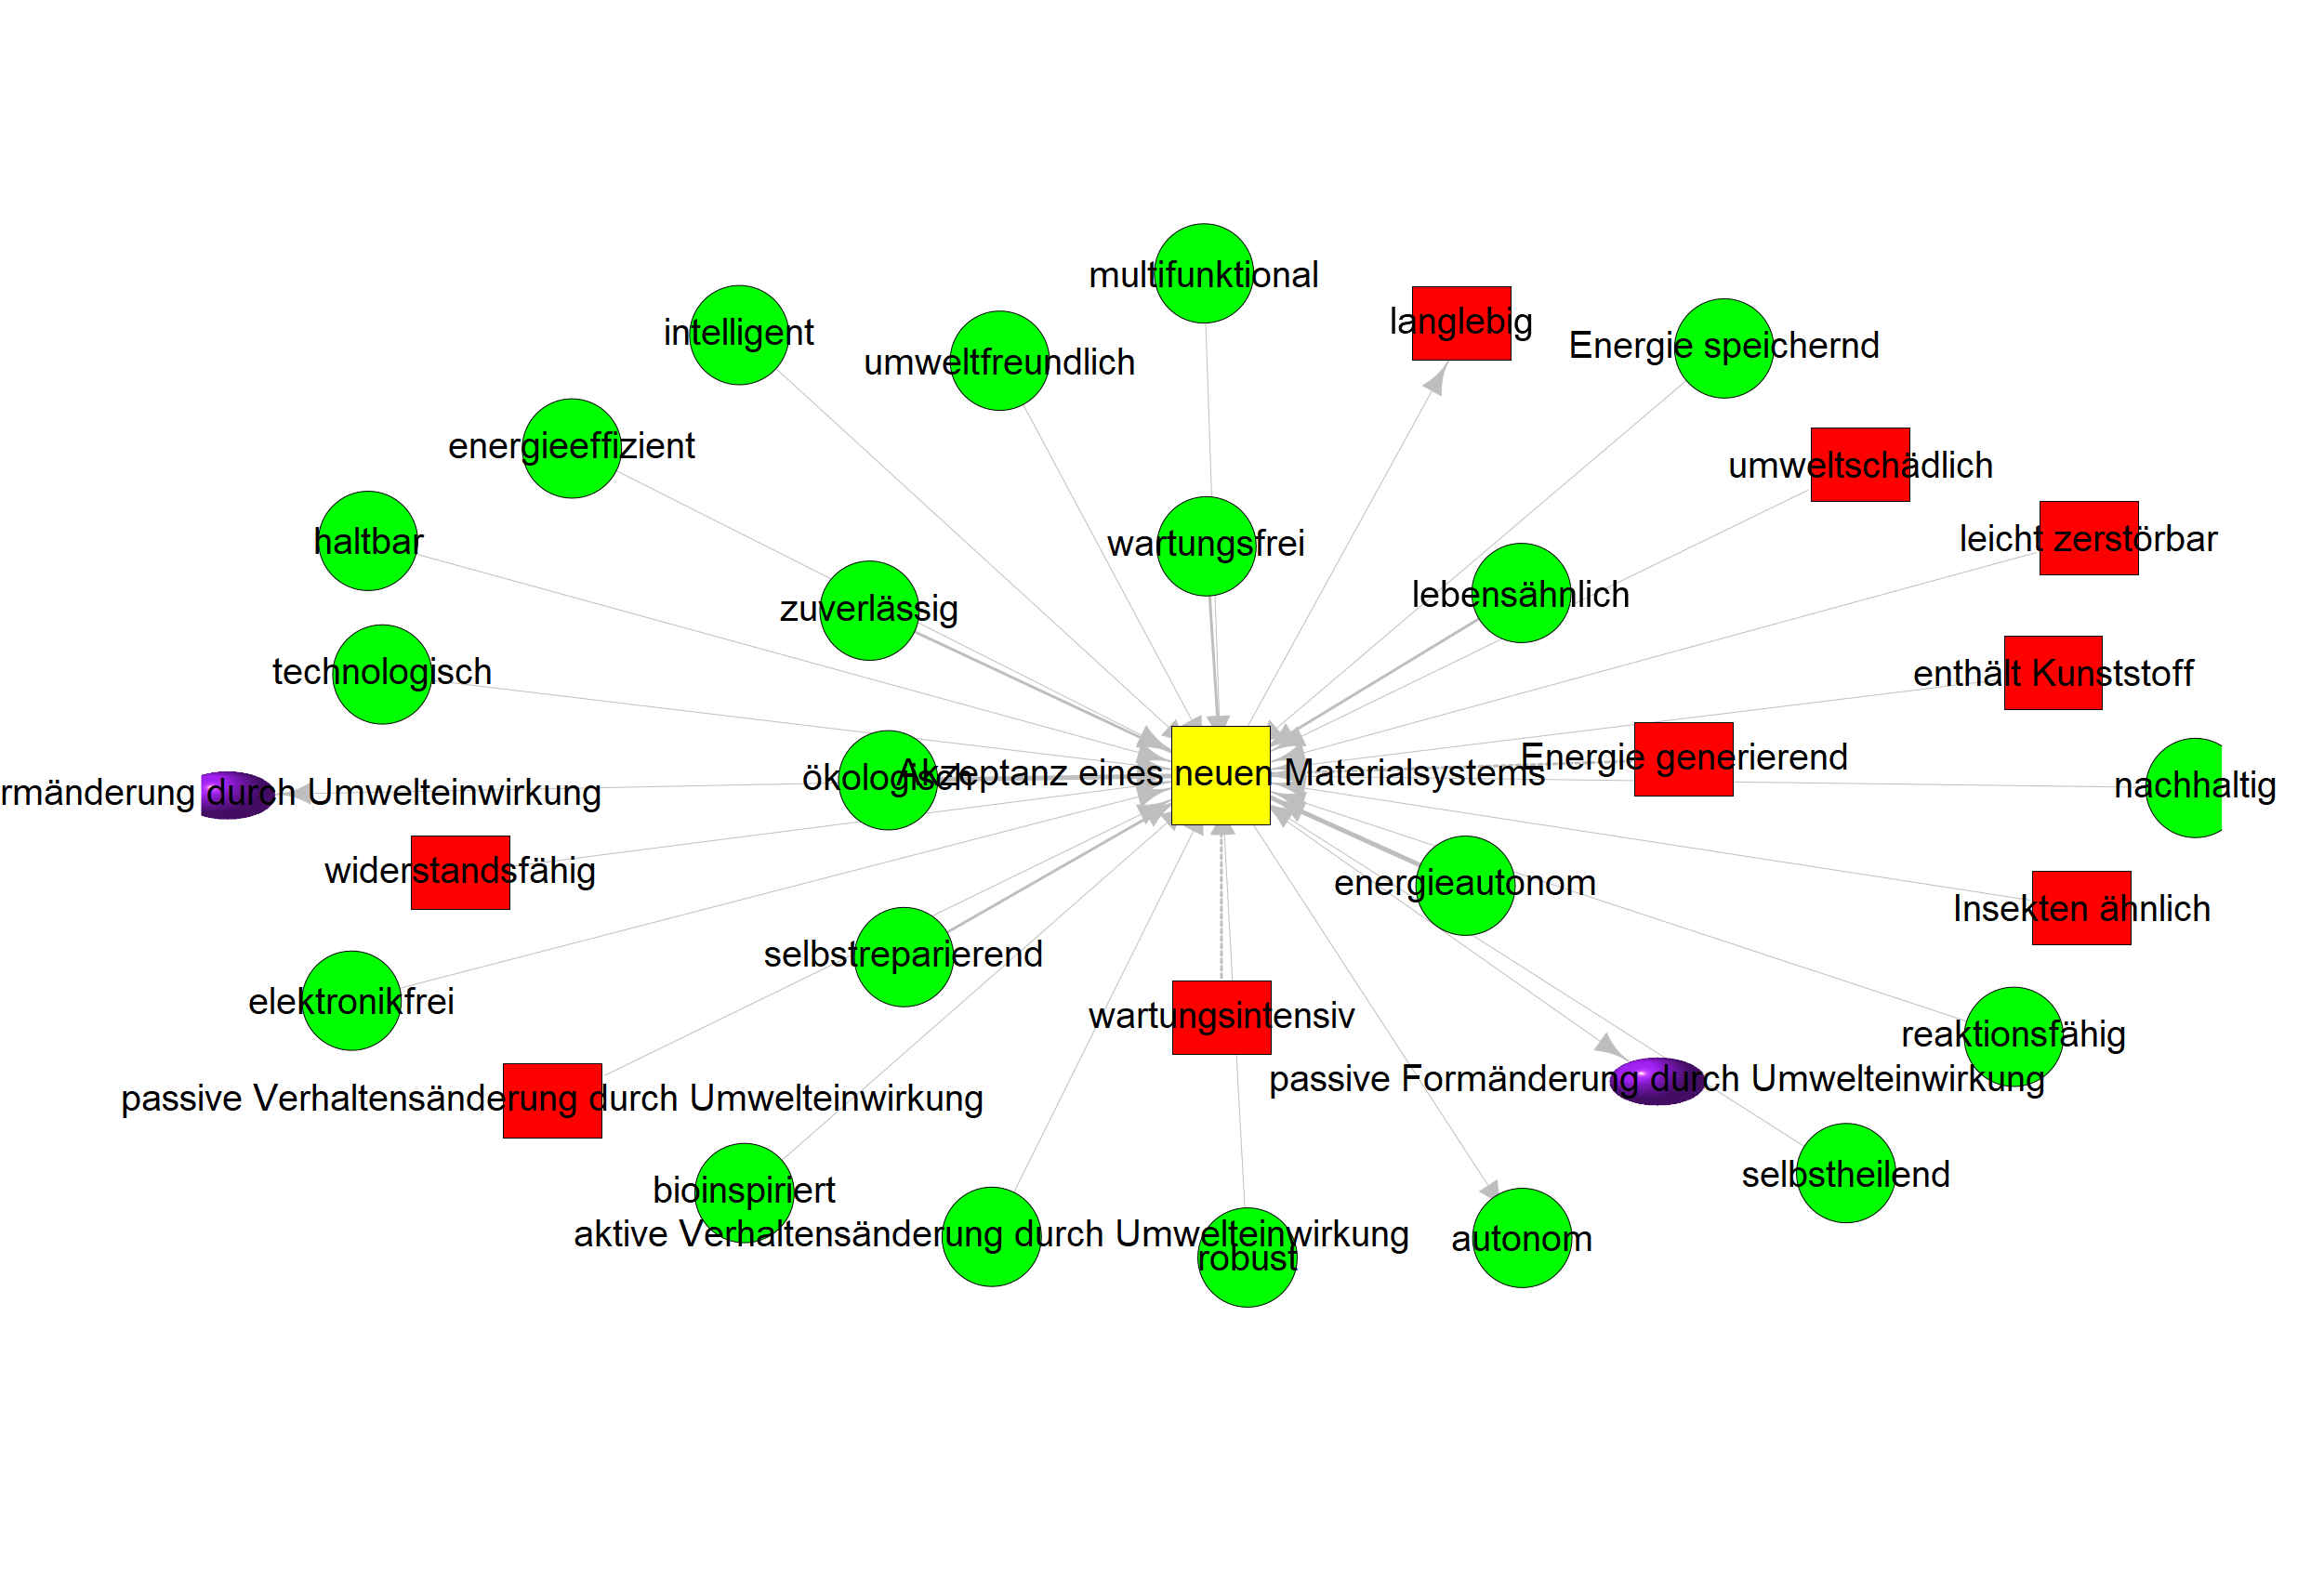 multifunktional
intelligent
umweltfreundlich
langlebig
Energie speichernd
energieeffizient
umweltschädlich
haltbar
wartungsfrei
leicht zerstörbar
zuverlässig
lebensähnlich
technologisch
enthält Kunststoff
ökologisch
Akzeptanz eines neuen Materialsystems
Energie generierend
nachhaltig
rmänderung durch Umwelteinwirkung
widerstandsfähig
energieautonom
Insekten ähnlich
selbstreparierend
elektronikfrei
wartungsintensiv
reaktionsfähig
passive Verhaltensänderung durch Umwelteinwirkung
passive Formänderung durch Umwelteinwirkung
bioinspiriert
selbstheilend
aktive Verhaltensänderung durch Umwelteinwirkung
robust
autonom